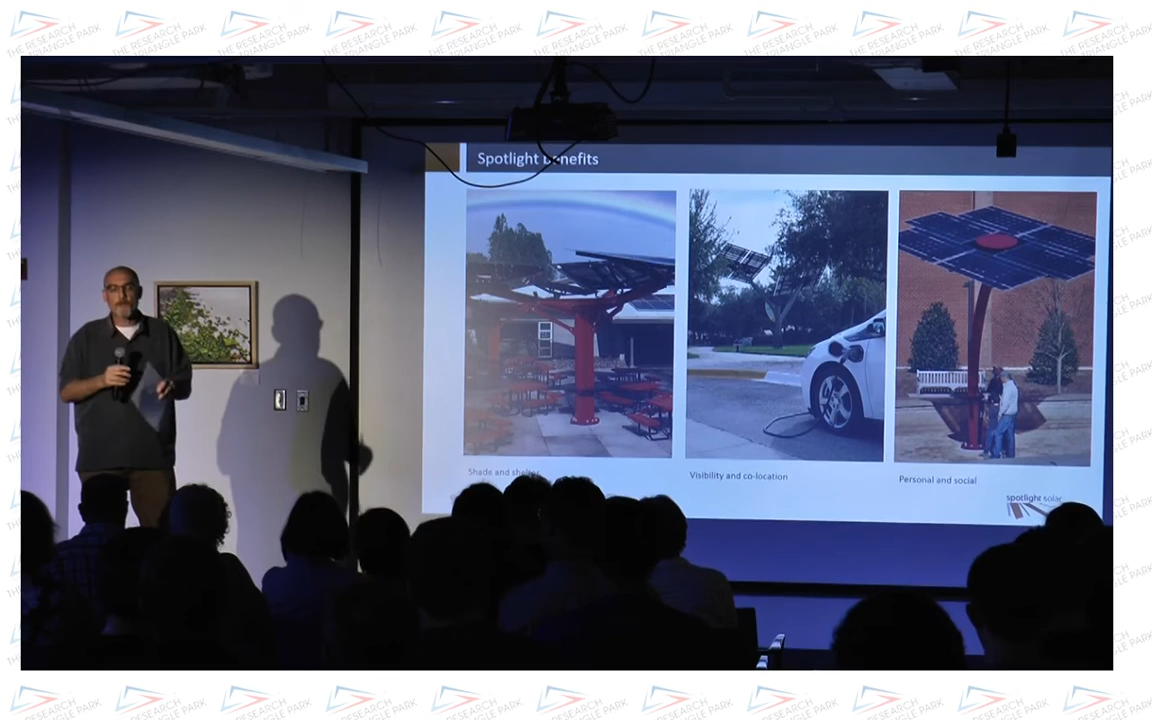 THE RESEARCH
TRIANGLE PARK
Spotlight Benefits
Shade and shelter
Visibility and co-location
Personal and social
spotlight solar